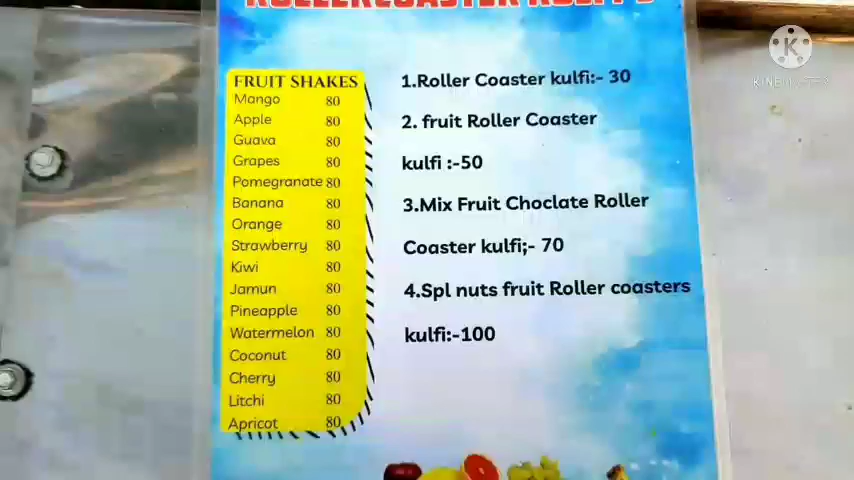 ROLLERCOASTER KULFI'S
FRUIT SHAKES
Mango 80
Apple 80
Guava 80
Grapes 80
Pomegranate 80
Banana 80
Orange 80
Strawberry 80
Kiwi 80
Jamun 80
Pineapple 80
Watermelon 80
Coconut 80
Cherry 80
Litchi 80
Apricot 80
1.Roller Coaster kulfi:- 30
2. fruit Roller Coaster
kulfi :-50
3.Mix Fruit Choclate Roller
Coaster kulfi;- 70
4.Spl nuts fruit Roller coasters
kulfi:-100
K
KINEMASTER